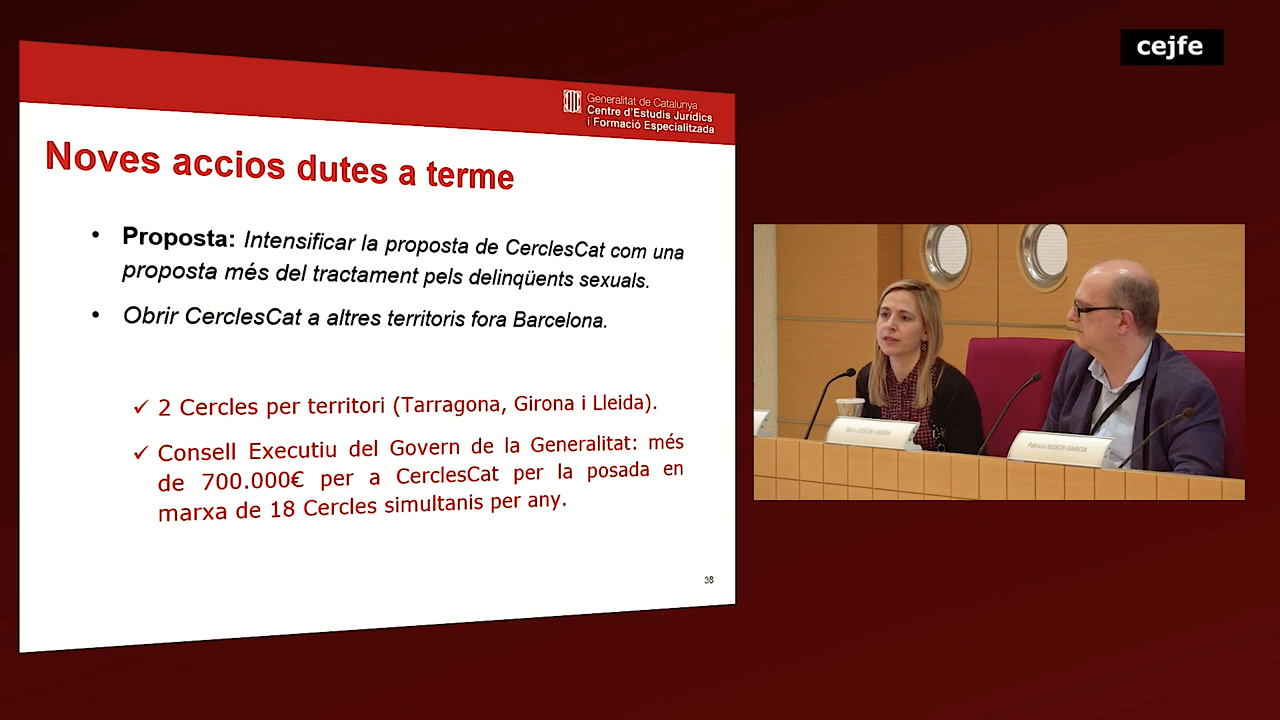 cejfe
Generalitat de Catalunya
Centre d'Estudis Jurídics
i Formació Especialitzada
Noves accios dutes a terme
• Proposta: Intensificar la proposta de CerclesCat com una
proposta més del tractament pels delinqüents sexuals.
• Obrir CerclesCat a altres territoris fora Barcelona.
✓ 2 Cercles per territori (Tarragona, Girona i Lleida).
✓ Consell Executiu del Govern de la Generalitat: més
de 700.000€ per a CerclesCat per la posada en
marxa de 18 Cercles simultanis per any.
38
Patricia BOSCH GARCIA